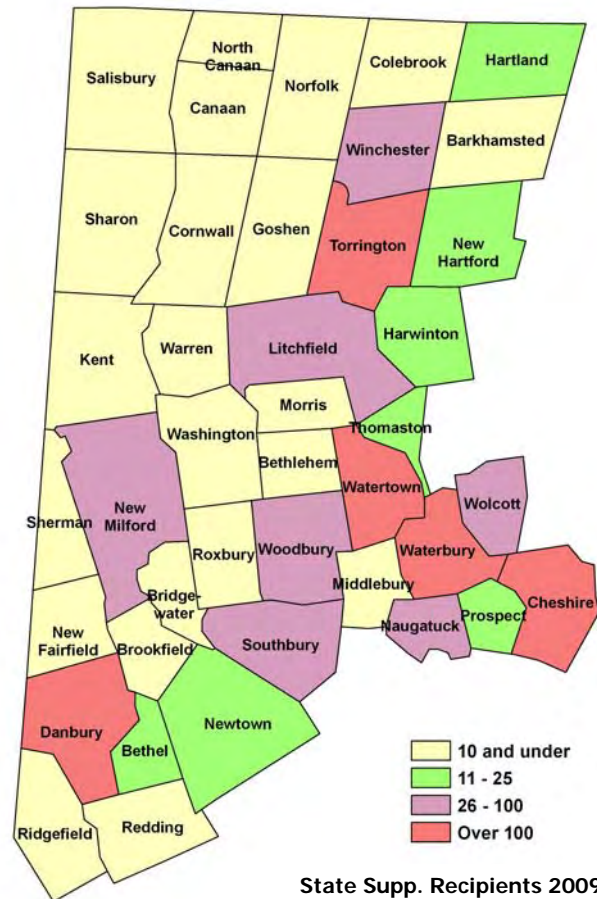 North
Canaan
Colebrook
Hartland
Salisbury
Norfolk
Canaan
Winchester
Barkhamsted
Sharon
Cornwall
Goshen
Torrington
New
Hartford
Kent
Warren
Litchfield
Harwinton
Morris
Washington
Thomaston
Bethlehem
Watertown
Wolcott
Sherman
New
Milford
Roxbury
Woodbury
Waterbury
Middlebury
Bridge-
water
Cheshire
New
Fairfield
Brookfield
Southbury
Naugatuck
Prospect
Danbury
Bethel
Newtown
Ridgefield
Redding
10 and under
11 - 25
26 - 100
Over 100
State Supp. Recipients 2009